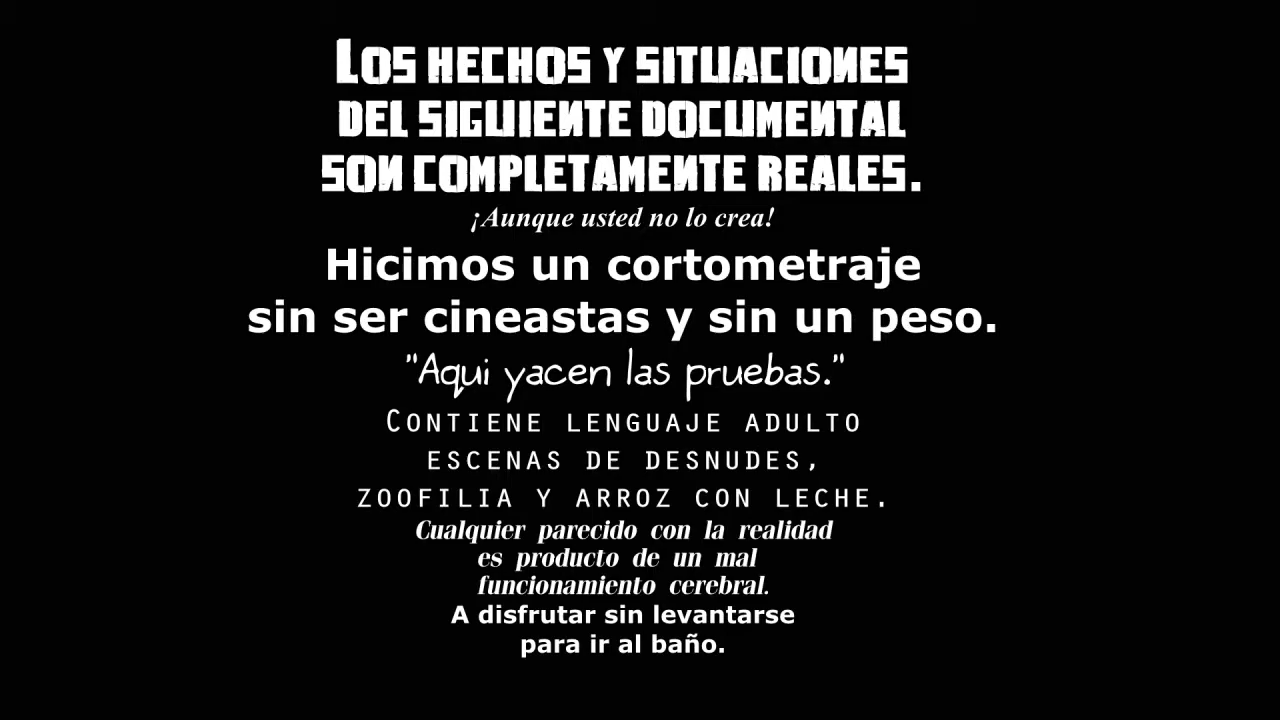 Los hechos y situaciones
del siguiente documental
son completamente reales.
¡Aunque usted no lo crea!
Hicimos un cortometraje
sin ser cineastas y sin un peso.
"Aqui yacen las pruebas."
Contiene lenguaje adulto
escenas de desnudes,
zoofilia y arroz con leche.
Cualquier parecido con la realidad
es producto de un mal
funcionamiento cerebral.
A disfrutar sin levantarse
para ir al baño.